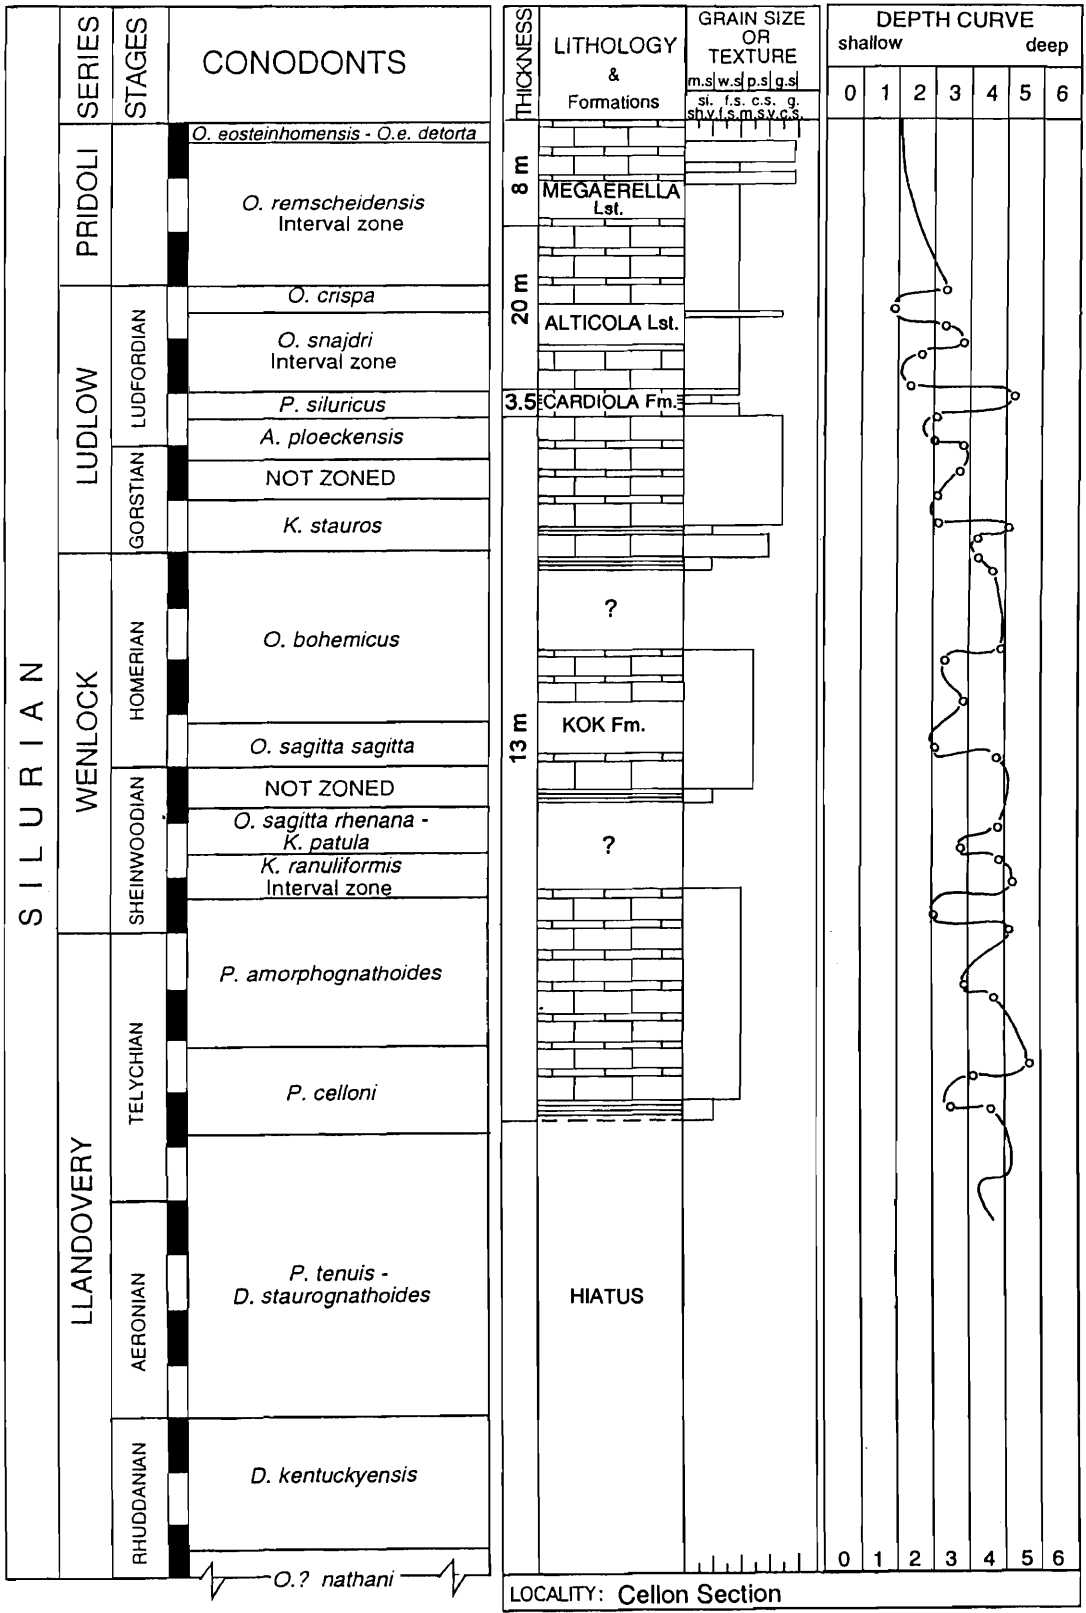 SERIES
STAGES
CONODONTS
THICKNESS
LITHOLOGY
&
Formations
GRAIN SIZE
OR
TEXTURE
m.s w.s p.s g.s
si. f.s. c.s. g.
sh.v.f.s.m.s.v.c.s.
DEPTH CURVE
shallow deep
0 1 2 3 4 5 6
SILURIAN
PRIDOLI
LUDLOW
WENLOCK
LLANDOVERY
LUDFORDIAN
GORSTIAN
HOMERIAN
SHEINWOODIAN
TELYCHIAN
AERONIAN
RHUDDANIAN
O. eosteinhornensis - O.e. detorta
O. remscheidensis
Interval zone
O. crispa
O. snajdri
Interval zone
P. siluricus
A. ploeckensis
NOT ZONED
K. stauros
O. bohemicus
O. sagitta sagitta
NOT ZONED
O. sagitta rhenana -
K. patula
K. ranuliformis
Interval zone
P. amorphognathoides
P. celloni
P. tenuis -
D. staurognathoides
D. kentuckyensis
O.? nathani
8 m
20 m
3.5
13 m
MEGAERELLA
Lst.
ALTICOLA Lst.
CARDIOLA Fm.
?
KOK Fm.
?
HIATUS
0 1 2 3 4 5 6
LOCALITY: Cellon Section